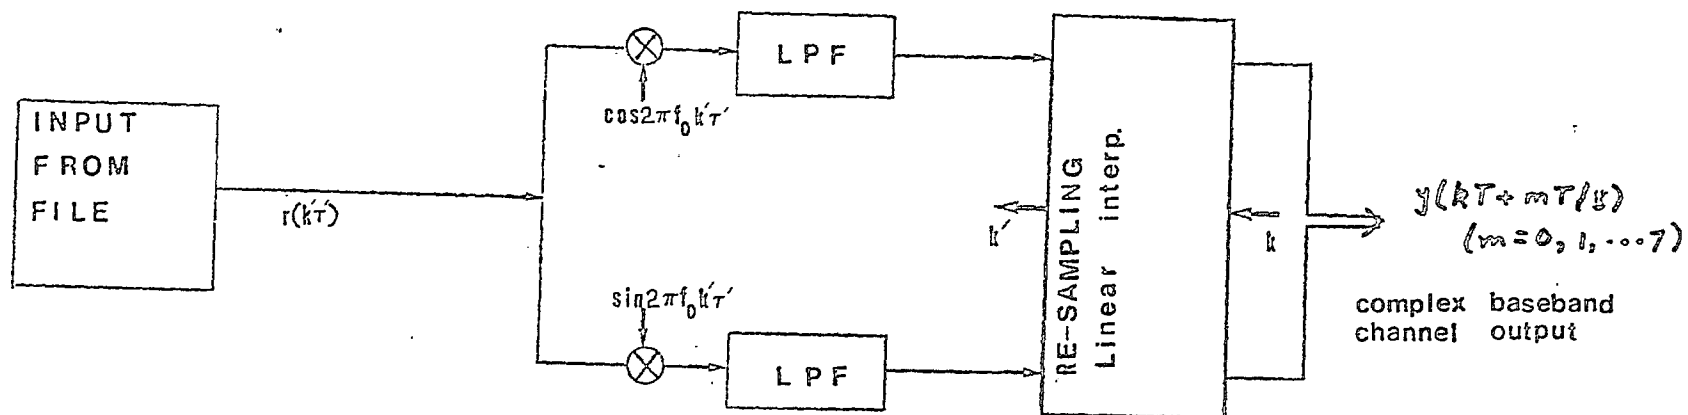 INPUT
FROM
FILE
r(k'τ')
cos2πf₀k'τ'
LPF
sin2πf₀k'τ'
LPF
RE-SAMPLING
Linear interp.
k'
k
y(kT+mT/8)
(m=0, 1, ...7)
complex baseband
channel output